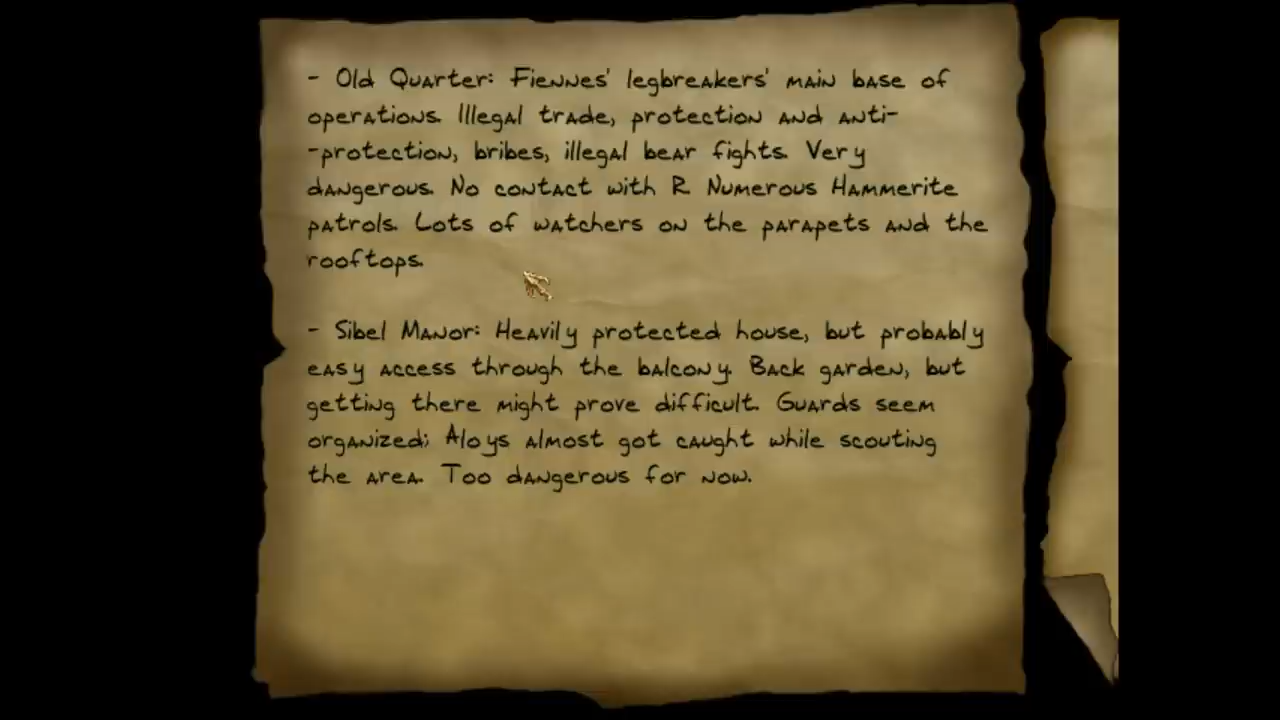 - Old Quarter: Fiennes' legbreakers' main base of
operations. Illegal trade, protection and anti-
-protection, bribes, illegal bear fights. Very
dangerous. No contact with R. Numerous Hammerite
patrols. Lots of watchers on the parapets and the
rooftops.
- Sibel Manor: Heavily protected house, but probably
easy access through the balcony. Back garden, but
getting there might prove difficult. Guards seem
organized; Aloys almost got caught while scouting
the area. Too dangerous for now.